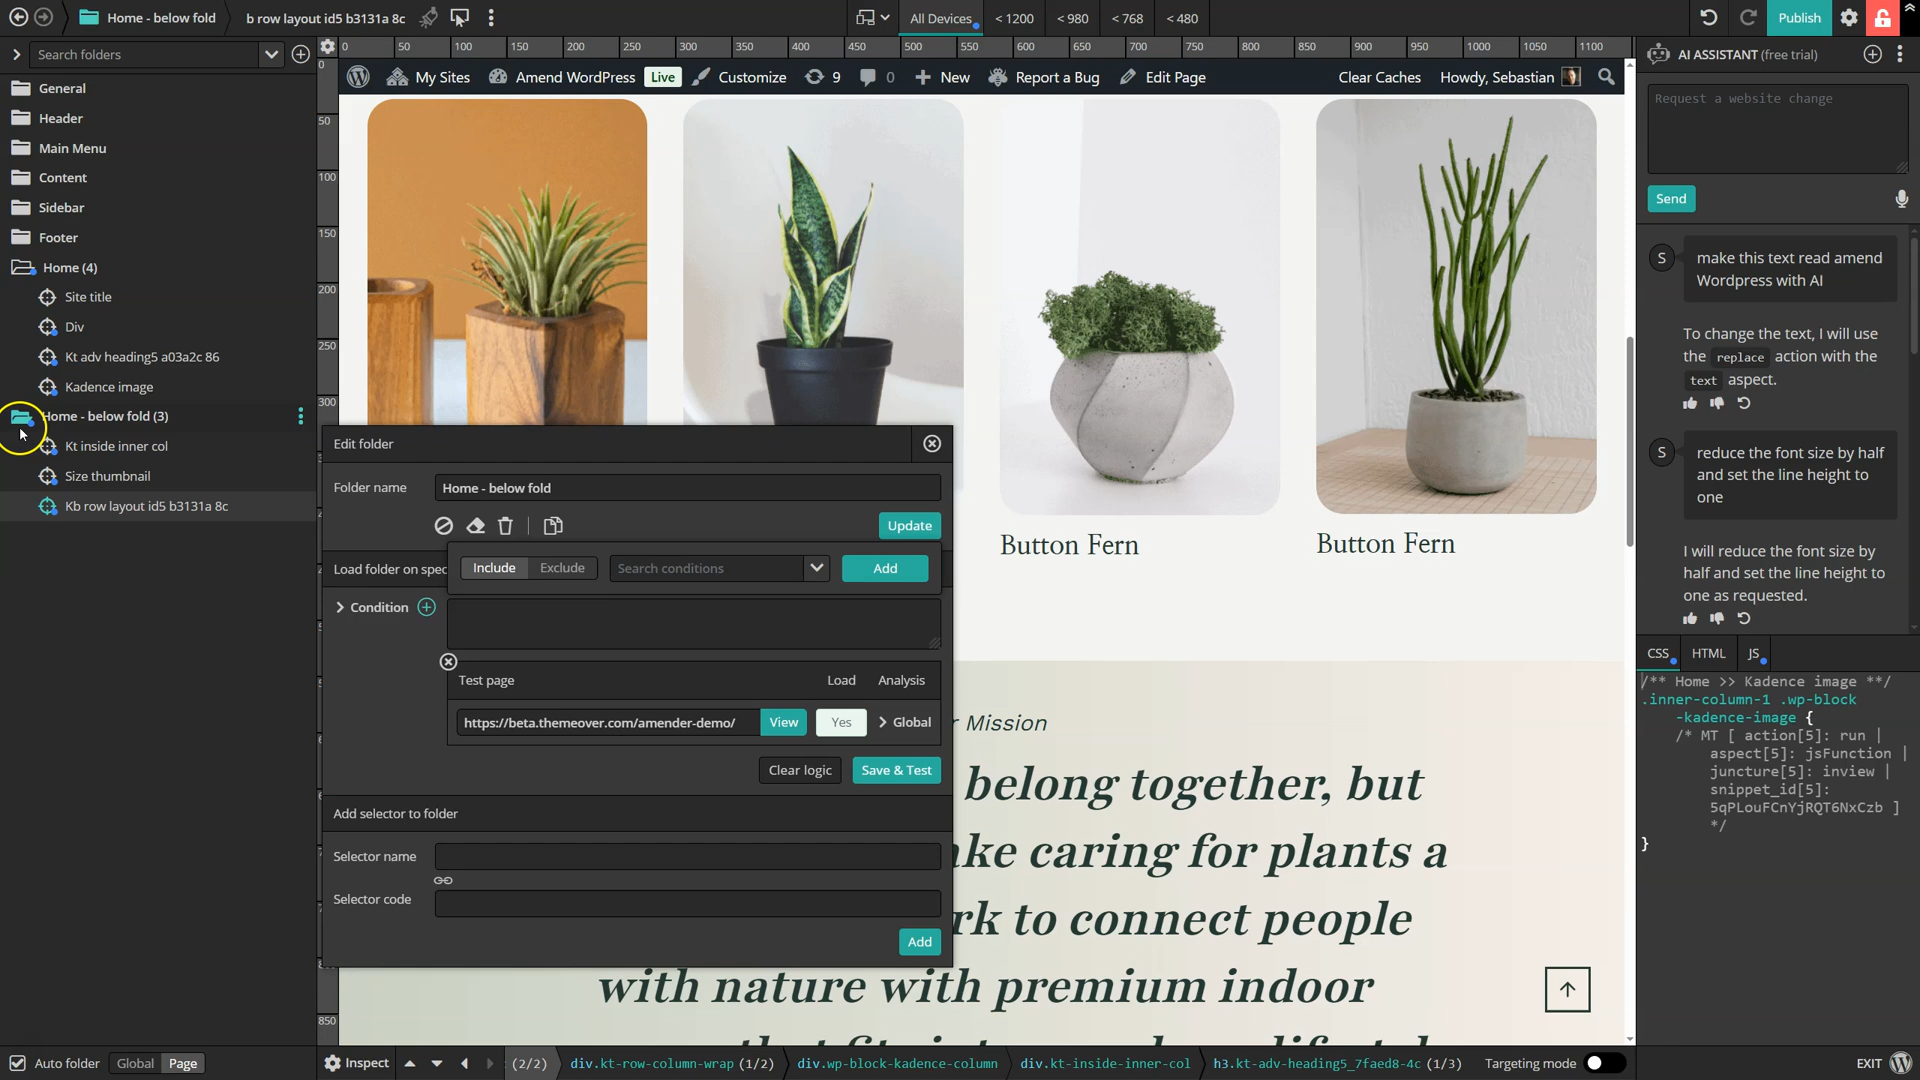 Home - below fold
b row layout id5 b3131a 8c
All Devices
< 1200
< 980
< 768
< 480
Publish
Search folders
0 50 100 150 200 250 300 350 400 450 500 550 600 650 700 750 800 850 900 950 1000 1050 1100
AI ASSISTANT (free trial)
My Sites
Amend WordPress
Live
Customize
9
0
New
Report a Bug
Edit Page
Clear Caches
Howdy, Sebastian
Request a website change
Send
General
Header
Main Menu
Content
Sidebar
Footer
Home (4)
Site title
Div
Kt adv heading5 a03a2c 86
Kadence image
Home - below fold (3)
Kt inside inner col
Size thumbnail
Kb row layout id5 b3131a 8c
0
50
100
150
200
250
300
850
Button Fern
Button Fern
Edit folder
Folder name
Home - below fold
Update
Load folder on spec
Include
Exclude
Search conditions
Add
Condition
Test page
Load
Analysis
https://beta.themeover.com/amender-demo/
View
Yes
Global
Clear logic
Save & Test
Add selector to folder
Selector name
Selector code
Add
r Mission
belong together, but
ke caring for plants a
rk to connect people
with nature with premium indoor
S
make this text read amend
Wordpress with AI
To change the text, I will use
the replace action with the
text aspect.
S
reduce the font size by half
and set the line height to
one
I will reduce the font size by
half and set the line height to
one as requested.
CSS
HTML
JS
/** Home >> Kadence image **/
.inner-column-1 .wp-block
-kadence-image {
/* MT [ action[5]: run |
aspect[5]: jsFunction |
juncture[5]: inview |
snippet_id[5]:
5qPLouFCnYjRQT6NxCzb ]
*/
}
Auto folder
Global
Page
Inspect
(2/2)
div.kt-row-column-wrap (1/2)
div.wp-block-kadence-column
div.kt-inside-inner-col
h3.kt-adv-heading5_7faed8-4c (1/3)
Targeting mode
EXIT